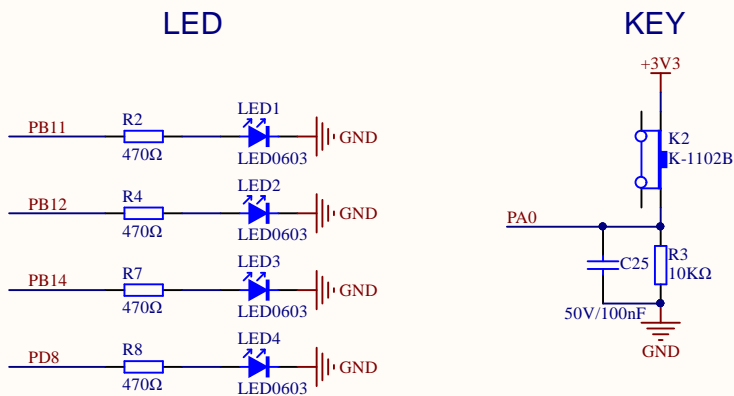 LED
KEY
+3V3
R2
LED1
PB11
GND
470Ω
LED0603
K2
K-1102B
R4
LED2
PB12
GND
470Ω
LED0603
PA0
R7
LED3
PB14
GND
470Ω
LED0603
C25
R3
10KΩ
50V/100nF
GND
R8
LED4
PD8
GND
470Ω
LED0603